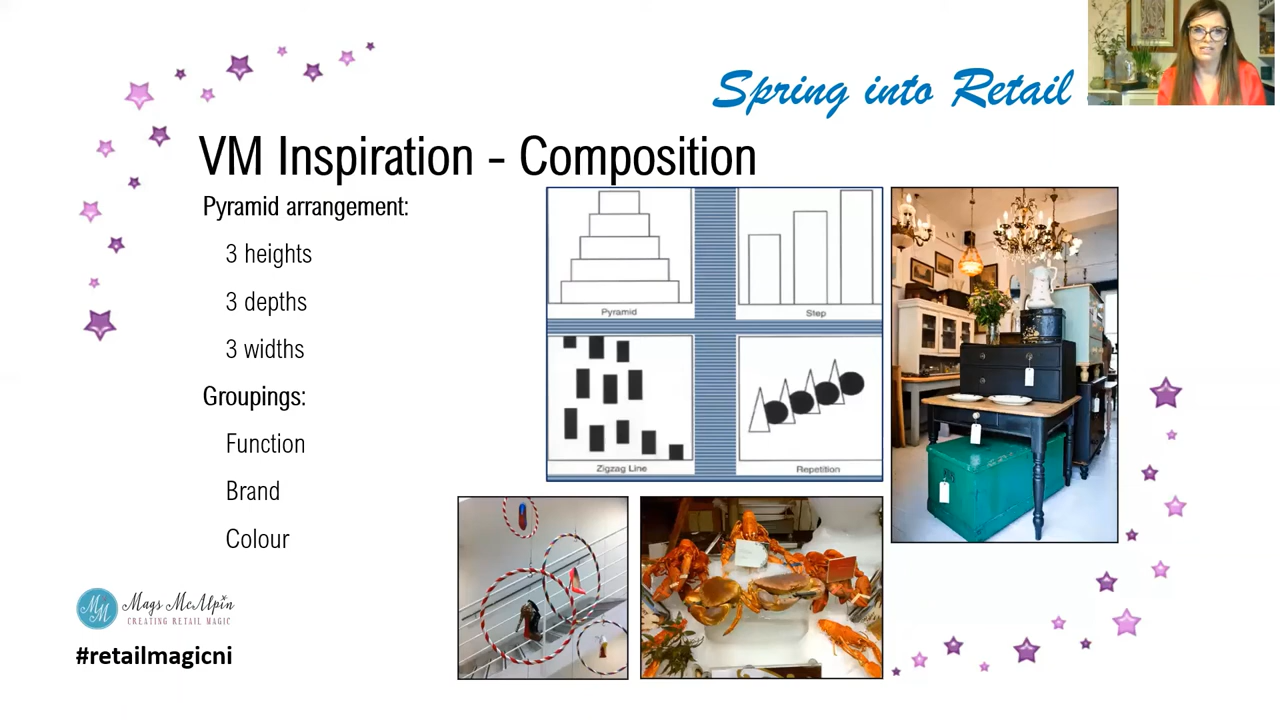 Spring into Retail
VM Inspiration - Composition
Pyramid arrangement:
3 heights
3 depths
3 widths
Groupings:
Function
Brand
Colour
Pyramid
Step
Zigzag Line
Repetition
MM
Mags McAlpin
CREATING RETAIL MAGIC
#retailmagicni